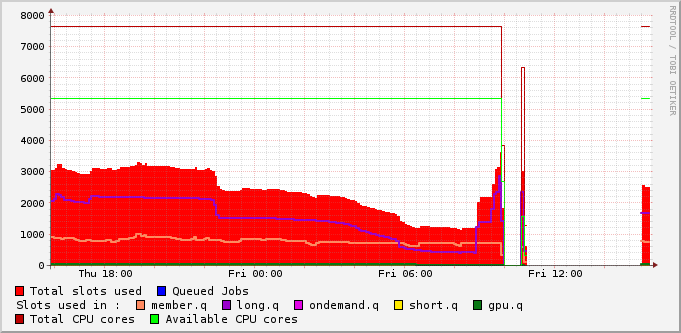 8000
7000
6000
5000
4000
3000
2000
1000
0
Thu 18:00 Fri 00:00 Fri 06:00 Fri 12:00
RRDTOOL / TOBI OETIKER
Total slots used Queued Jobs
Slots used in : member.q long.q ondemand.q short.q gpu.q
Total CPU cores Available CPU cores